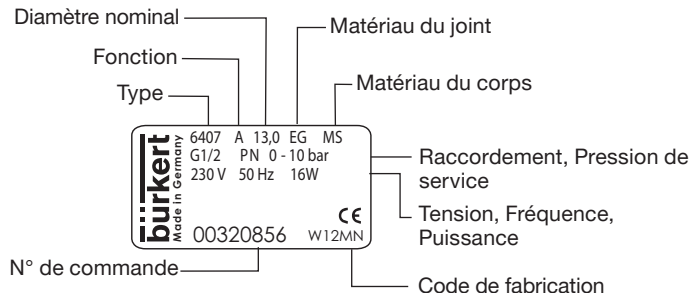 Diamètre nominal
Matériau du joint
Fonction
Matériau du corps
Type
bürkert
Made in Germany
6407 A 13,0 EG MS
G1/2 PN 0 - 10 bar
230 V 50 Hz 16W
CE
00320856 W12MN
Raccordement, Pression de
service
Tension, Fréquence,
Puissance
N° de commande
Code de fabrication